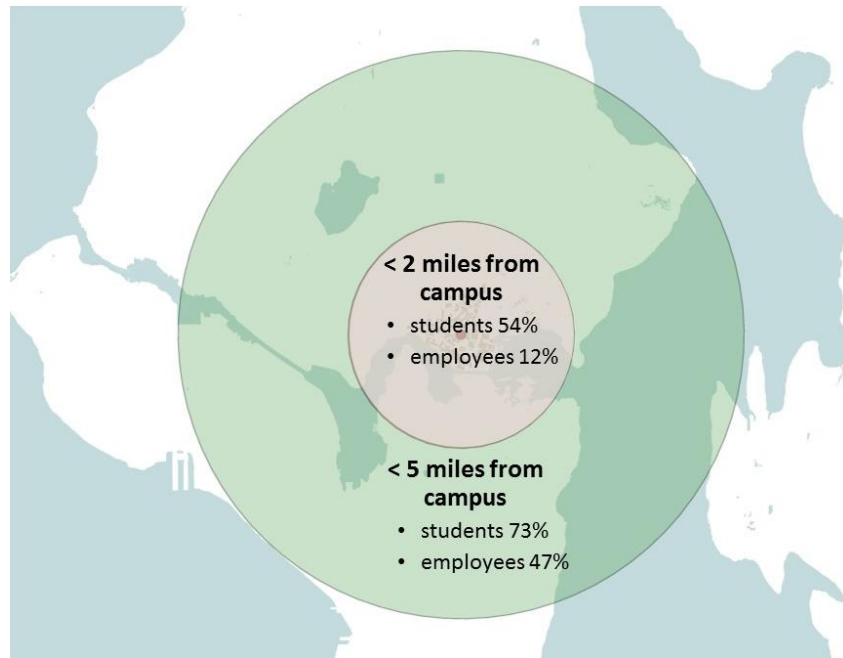 < 2 miles from
campus
• students 54%
• employees 12%
< 5 miles from
campus
• students 73%
• employees 47%